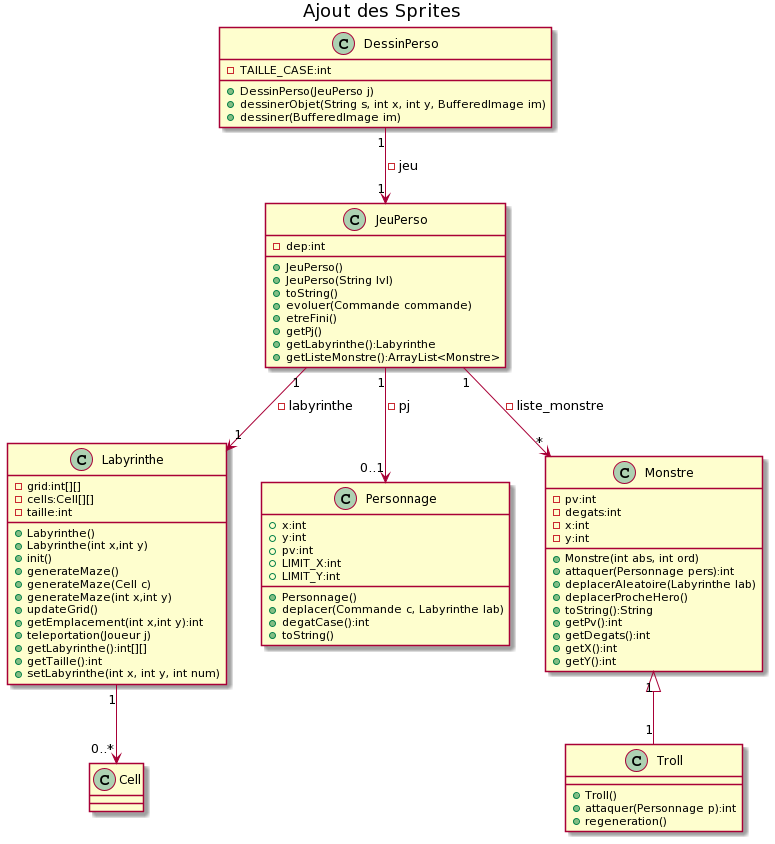 Ajout des Sprites
C DessinPerso
TAILLE_CASE:int
DessinPerso(JeuPerso j)
dessinerObjet(String s, int x, int y, BufferedImage im)
dessiner(BufferedImage im)
1
jeu
1
C JeuPerso
dep:int
JeuPerso()
JeuPerso(String lvl)
toString()
evoluer(Commande commande)
etreFini()
getPj()
getLabyrinthe():Labyrinthe
getListeMonstre():ArrayList<Monstre>
1
1
1
labyrinthe
pj
liste_monstre
1
0..1
*
C Labyrinthe
grid:int[][]
cells:Cell[][]
taille:int
Labyrinthe()
Labyrinthe(int x,int y)
init()
generateMaze()
generateMaze(Cell c)
generateMaze(int x,int y)
updateGrid()
getEmplacement(int x,int y):int
teleportation(Joueur j)
getLabyrinthe():int[][]
getTaille():int
setLabyrinthe(int x, int y, int num)
C Personnage
x:int
y:int
pv:int
LIMIT_X:int
LIMIT_Y:int
Personnage()
deplacer(Commande c, Labyrinthe lab)
degatCase():int
toString()
C Monstre
pv:int
degats:int
x:int
y:int
Monstre(int abs, int ord)
attaquer(Personnage pers):int
deplacerAleatoire(Labyrinthe lab)
deplacerProcheHero()
toString():String
getPv():int
getDegats():int
getX():int
getY():int
1
0..*
C Cell
1
1
C Troll
Troll()
attaquer(Personnage p):int
regeneration()